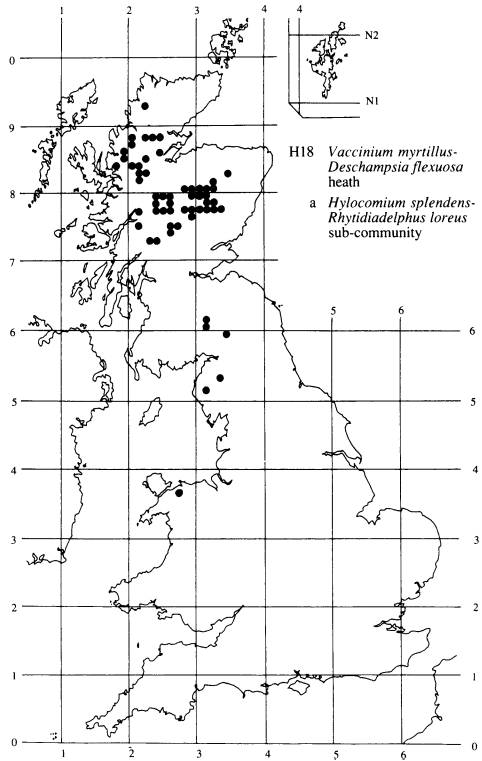 1 2 3 4
0
N2
N1
9
H18 Vaccinium myrtillus-
Deschampsia flexuosa
heath
a Hylocomium splendens-
Rhytidiadelphus loreus
sub-community
8
7
5 6
6 6
5 5
4 4
3 3
2 2
1 1
0 0
1 2 3 4 5 6